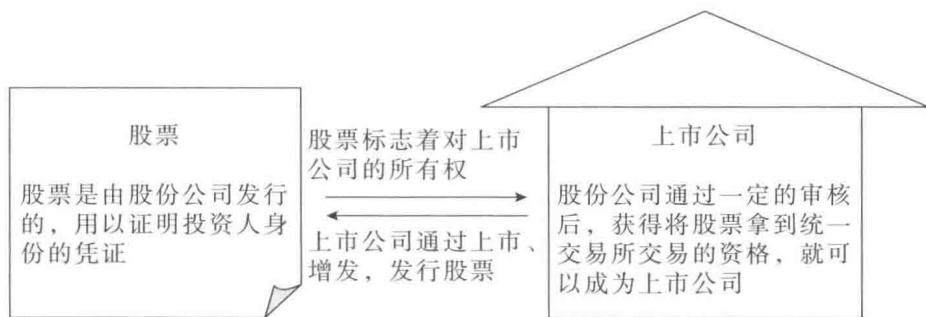 股票
股票是由股份公司发行
的，用以证明投资人身
份的凭证
股票标志着对上市
公司的所有权
上市公司通过上市、
增发，发行股票
上市公司
股份公司通过一定的审核
后，获得将股票拿到统一
交易所交易的资格，就可
以成为上市公司